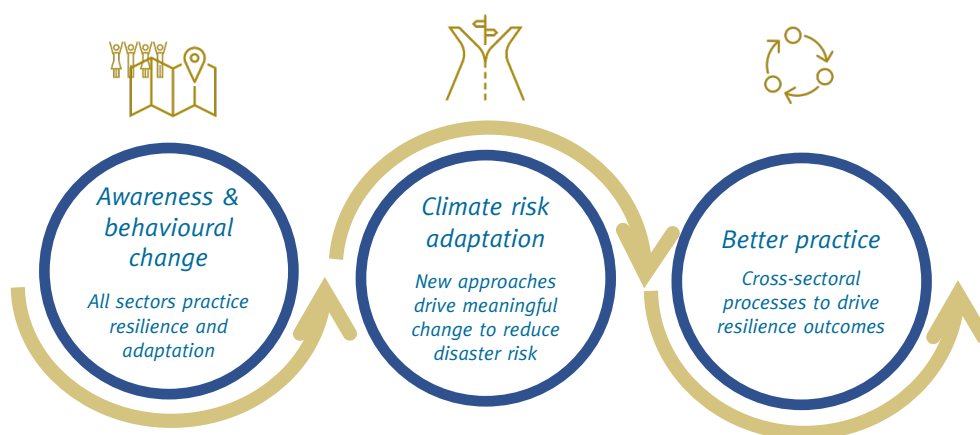 Awareness &
behavioural
change
All sectors practice
resilience and
adaptation
Climate risk
adaptation
New approaches
drive meaningful
change to reduce
disaster risk
Better practice
Cross-sectoral
processes to drive
resilience outcomes